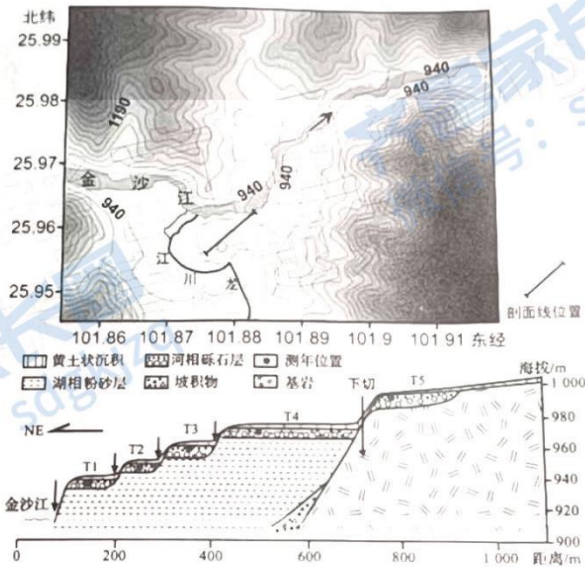 北纬
25.99
25.98
25.97
25.96
25.95
1190
940
940
940
940
940
金沙江
龙川江
101.86 101.87 101.88 101.89 101.9 101.91 东经
剖面线位置
黄土状沉积 河相砾石层 测年位置
湖相粉砂层 坡积物 基岩
下切
海拔/m
NE
T1 T2 T3 T4 T5
金沙江
1 000
980
960
940
920
900
0 200 400 600 800 1 000 距离/m
sdgkjzq